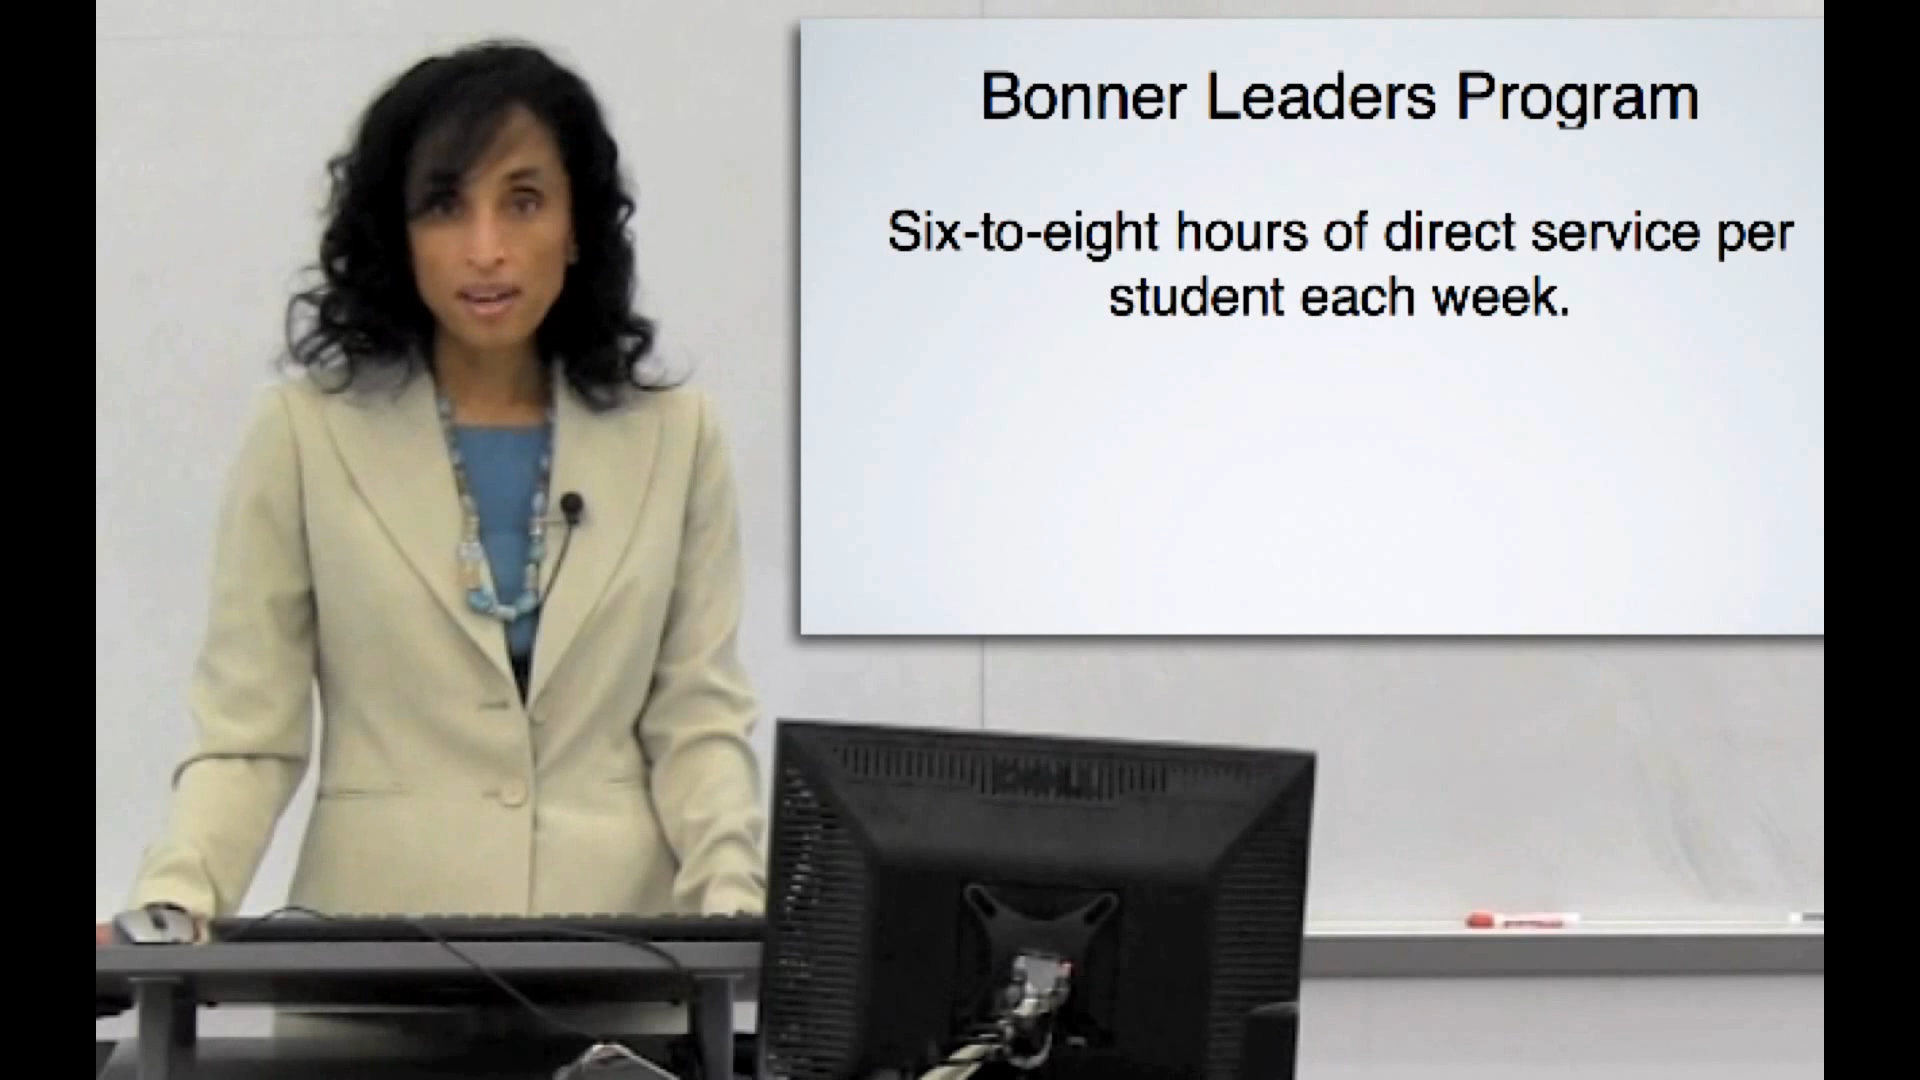 Bonner Leaders Program
Six-to-eight hours of direct service per
student each week.